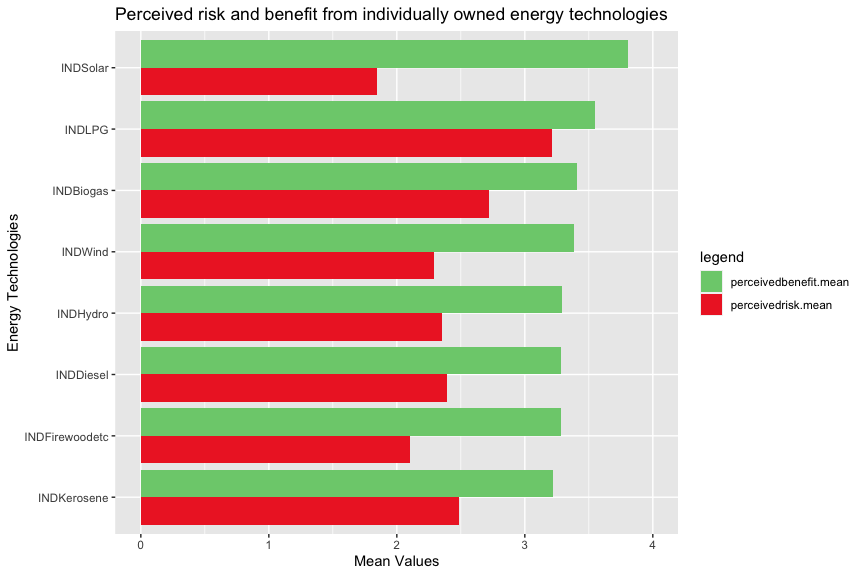 Perceived risk and benefit from individually owned energy technologies
Energy Technologies
INDSolar
INDLPG
INDBiogas
INDWind
INDHydro
INDDiesel
INDFirewoodetc
INDKerosene
0 1 2 3 4
Mean Values
legend
perceivedbenefit.mean
perceivedrisk.mean